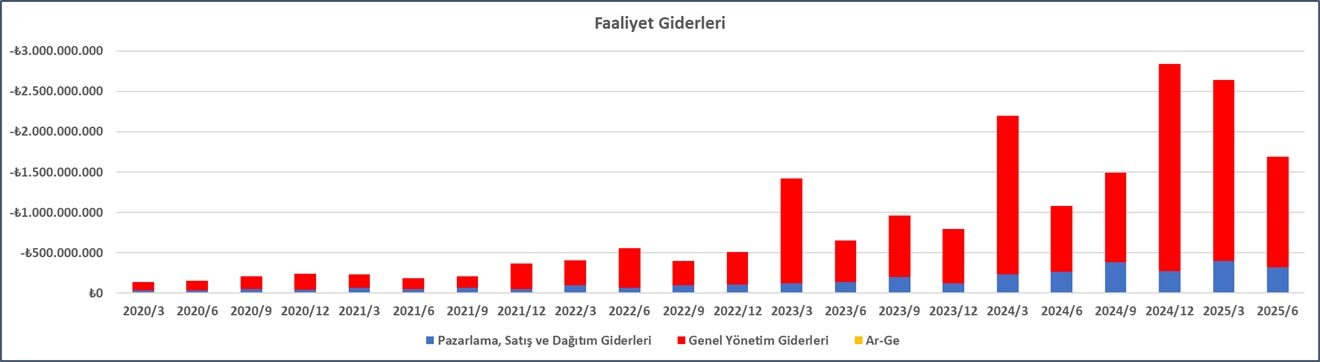 Faaliyet Giderleri
-₺3.000.000.000
-₺2.500.000.000
-₺2.000.000.000
-₺1.500.000.000
-₺1.000.000.000
-₺500.000.000
₺0
2020/3 2020/6 2020/9 2020/12 2021/3 2021/6 2021/9 2021/12 2022/3 2022/6 2022/9 2022/12 2023/3 2023/6 2023/9 2023/12 2024/3 2024/6 2024/9 2024/12 2025/3 2025/6
Pazarlama, Satış ve Dağıtım Giderleri Genel Yönetim Giderleri Ar-Ge